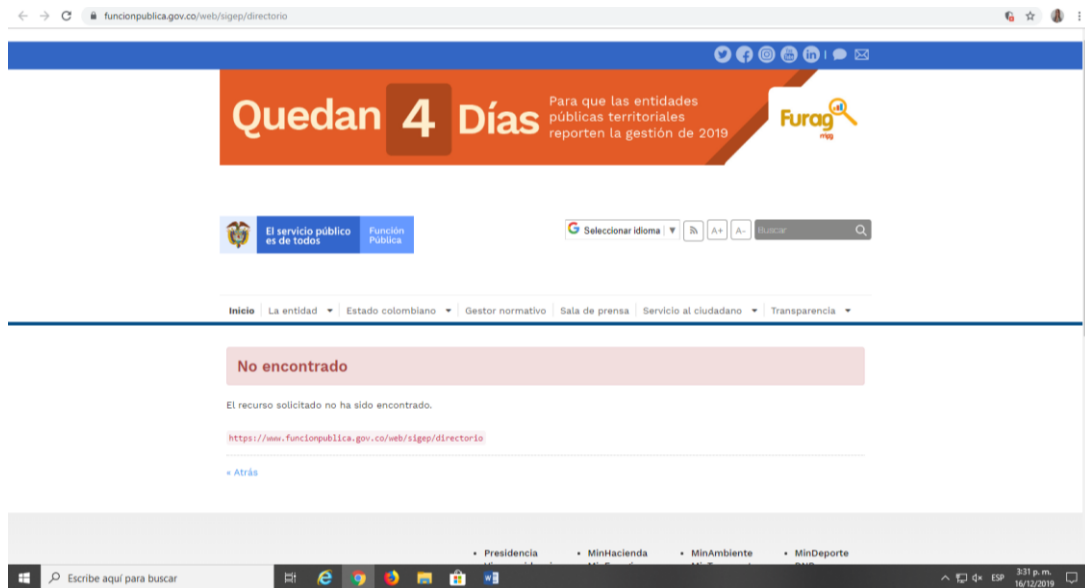 funcionpublica.gov.co/web/sigep/directorio
Quedan 4 Días
Para que las entidades
públicas territoriales
reporten la gestión de 2019
Furag
mipg
El servicio público
es de todos
Función
Pública
Seleccionar idioma ▼
A+
A-
Buscar
Inicio
La entidad
Estado colombiano
Gestor normativo
Sala de prensa
Servicio al ciudadano
Transparencia
No encontrado
El recurso solicitado no ha sido encontrado.
https://www.funcionpublica.gov.co/web/sigep/directorio
« Atrás
• Presidencia
• MinHacienda
• MinAmbiente
• MinDeporte
Escribe aquí para buscar
ESP
3:31 p. m.
16/12/2019